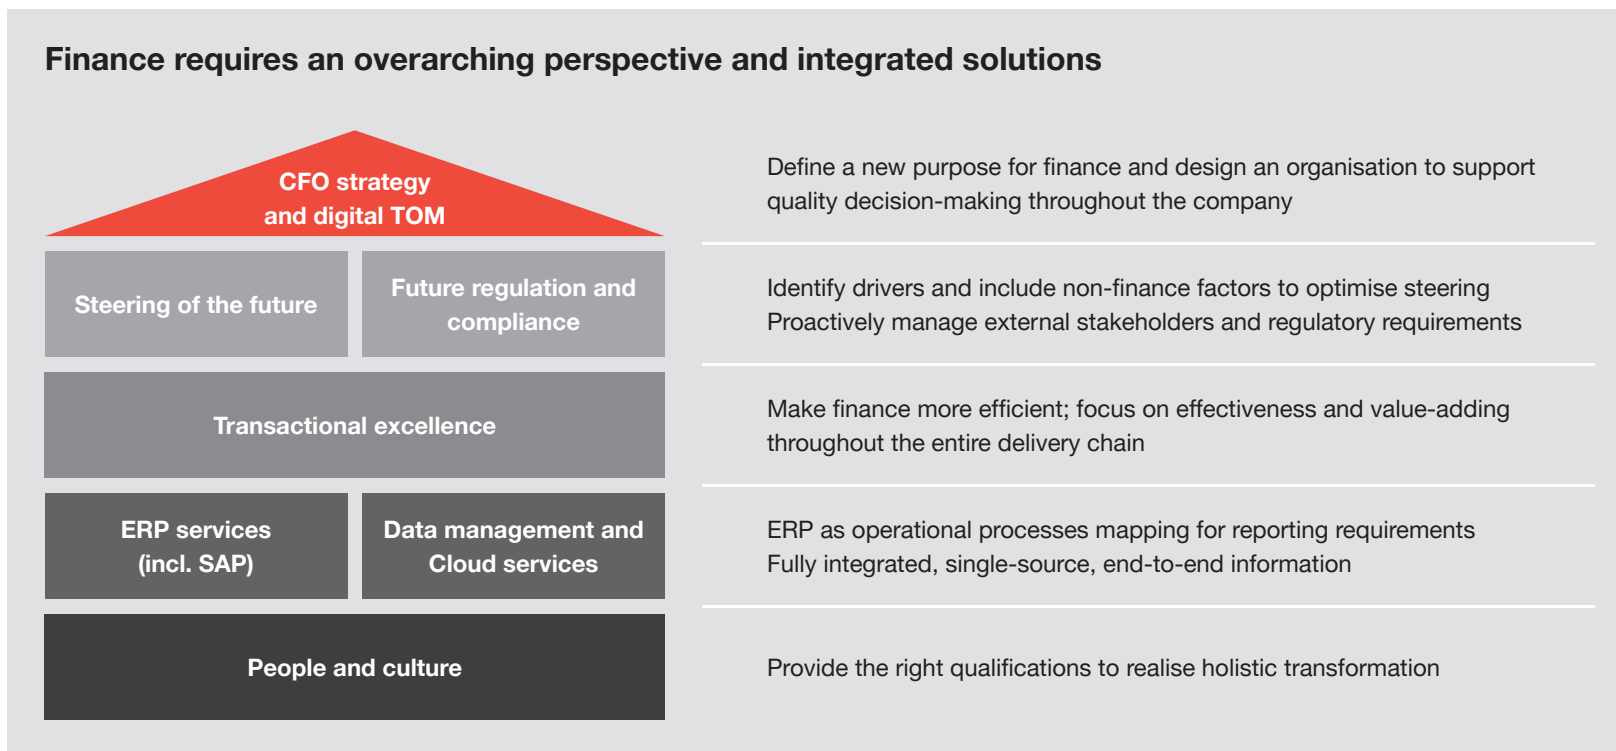 Finance requires an overarching perspective and integrated solutions
CFO strategy
and digital TOM
Define a new purpose for finance and design an organisation to support
quality decision-making throughout the company
Steering of the future
Future regulation and
compliance
Identify drivers and include non-finance factors to optimise steering
Proactively manage external stakeholders and regulatory requirements
Transactional excellence
Make finance more efficient; focus on effectiveness and value-adding
throughout the entire delivery chain
ERP services
(incl. SAP)
Data management and
Cloud services
ERP as operational processes mapping for reporting requirements
Fully integrated, single-source, end-to-end information
People and culture
Provide the right qualifications to realise holistic transformation